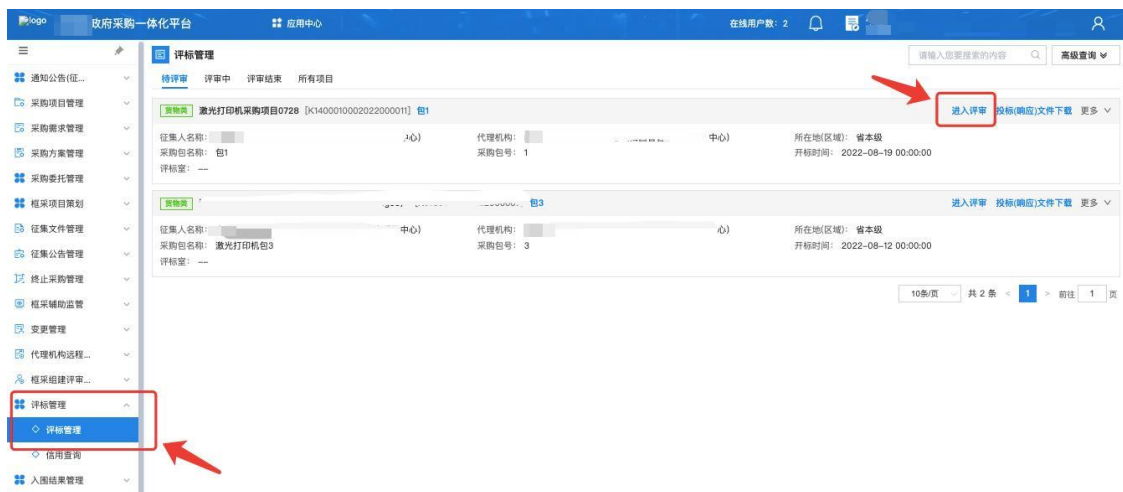 logo 政府采购一体化平台 应用中心 在线用户数：2
评标管理 请输入您要搜索的内容 高级查询
通知公告(征...
待评审 评审中 评审结束 所有项目
采购项目管理
货物类 激光打印机采购项目0728 [K1400010002022000011] 包1 进入评审 投标(响应)文件下载 更多
采购需求管理
征集人名称： 中心) 代理机构： 中心) 所在地(区域)： 省本级
采购方案管理
采购包名称： 包1 采购包号： 1 开标时间： 2022-08-19 00:00:00
评标室： --
采购委托管理
框采项目策划
货物类 包3 进入评审 投标(响应)文件下载 更多
征集文件管理
征集人名称： 中心) 代理机构： 心) 所在地(区域)： 省本级
采购包名称： 激光打印机包3 采购包号： 3 开标时间： 2022-08-12 00:00:00
征集公告管理
评标室： --
终止采购管理
10条/页 共 2 条 < 1 > 前往 1 页
框采辅助监管
变更管理
代理机构远程...
框采组建评审...
评标管理
评标管理
信用查询
入围结果管理